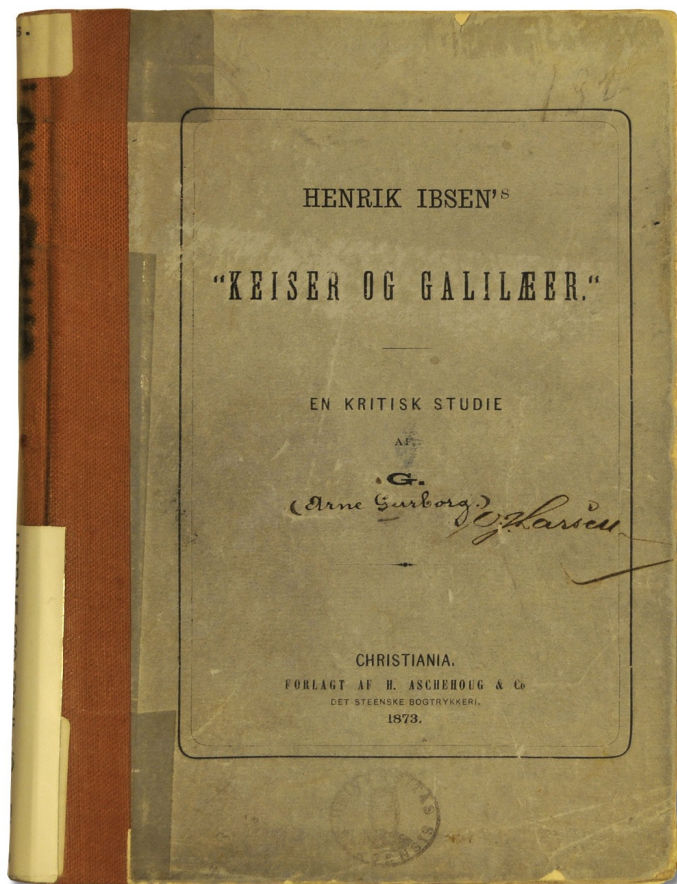 HENRIK IBSEN's
“KEISER OG GALILÆER.“
EN KRITISK STUDIE
AF
G.
(Arne Garborg.)
CHRISTIANIA.
FORLAGT AF H. ASCHEHOUG & Co
DET STEENSKE BOGTRYKKERI.
1873.